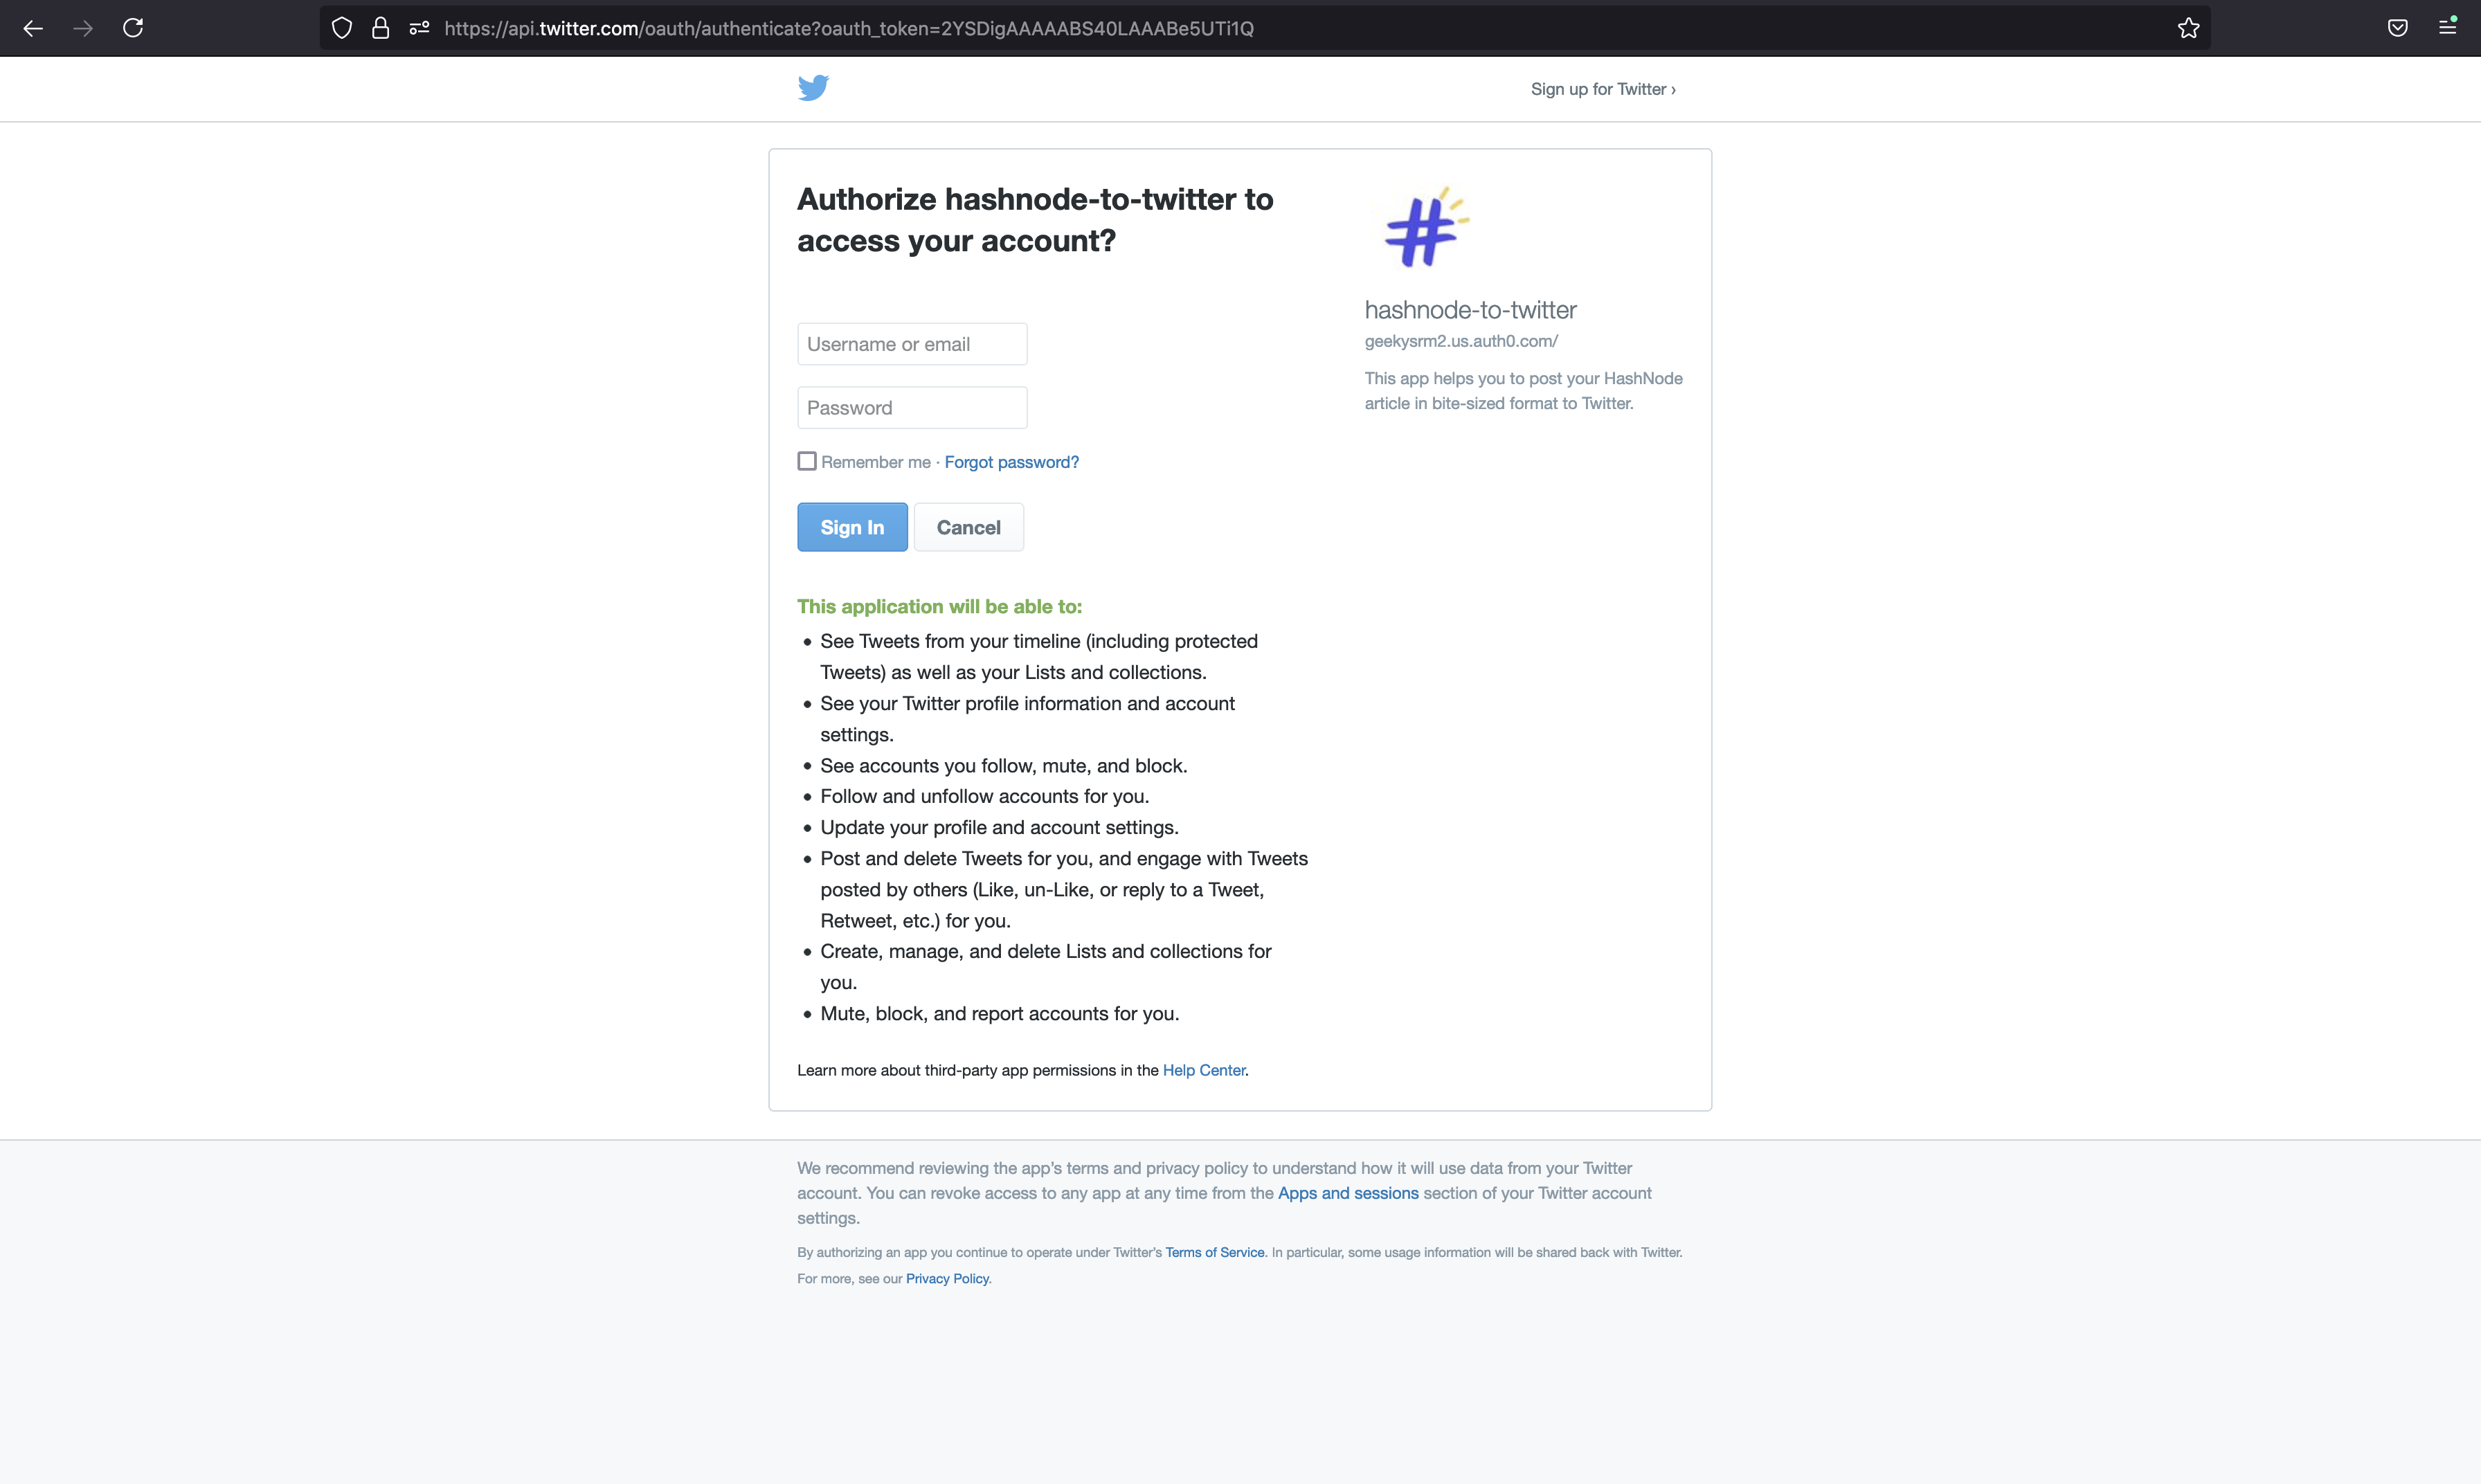 https://api.twitter.com/oauth/authenticate?oauth_token=2YSDigAAAAABS40LAAABe5UTi1Q
Sign up for Twitter ›
Authorize hashnode-to-twitter to
access your account?
Username or email
Password
Remember me · Forgot password?
Sign In
Cancel
This application will be able to:
• See Tweets from your timeline (including protected
Tweets) as well as your Lists and collections.
• See your Twitter profile information and account
settings.
• See accounts you follow, mute, and block.
• Follow and unfollow accounts for you.
• Update your profile and account settings.
• Post and delete Tweets for you, and engage with Tweets
posted by others (Like, un-Like, or reply to a Tweet,
Retweet, etc.) for you.
• Create, manage, and delete Lists and collections for
you.
• Mute, block, and report accounts for you.
Learn more about third-party app permissions in the Help Center.
hashnode-to-twitter
geekysrm2.us.auth0.com/
This app helps you to post your HashNode
article in bite-sized format to Twitter.
We recommend reviewing the app's terms and privacy policy to understand how it will use data from your Twitter
account. You can revoke access to any app at any time from the Apps and sessions section of your Twitter account
settings.
By authorizing an app you continue to operate under Twitter's Terms of Service. In particular, some usage information will be shared back with Twitter.
For more, see our Privacy Policy.